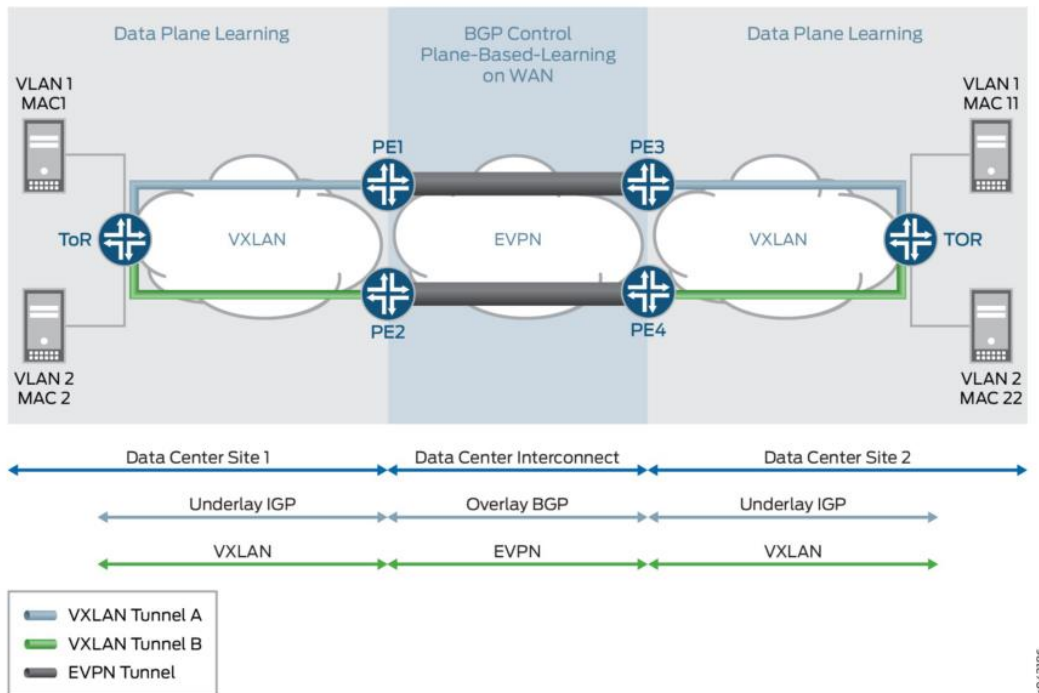 Data Plane Learning
BGP Control
Plane-Based-Learning
on WAN
Data Plane Learning
VLAN 1
MAC1
VLAN 1
MAC 11
PE1
PE3
ToR
VXLAN
EVPN
VXLAN
TOR
PE2
PE4
VLAN 2
MAC 2
VLAN 2
MAC 22
Data Center Site 1
Data Center Interconnect
Data Center Site 2
Underlay IGP
Overlay BGP
Underlay IGP
VXLAN
EVPN
VXLAN
VXLAN Tunnel A
VXLAN Tunnel B
EVPN Tunnel